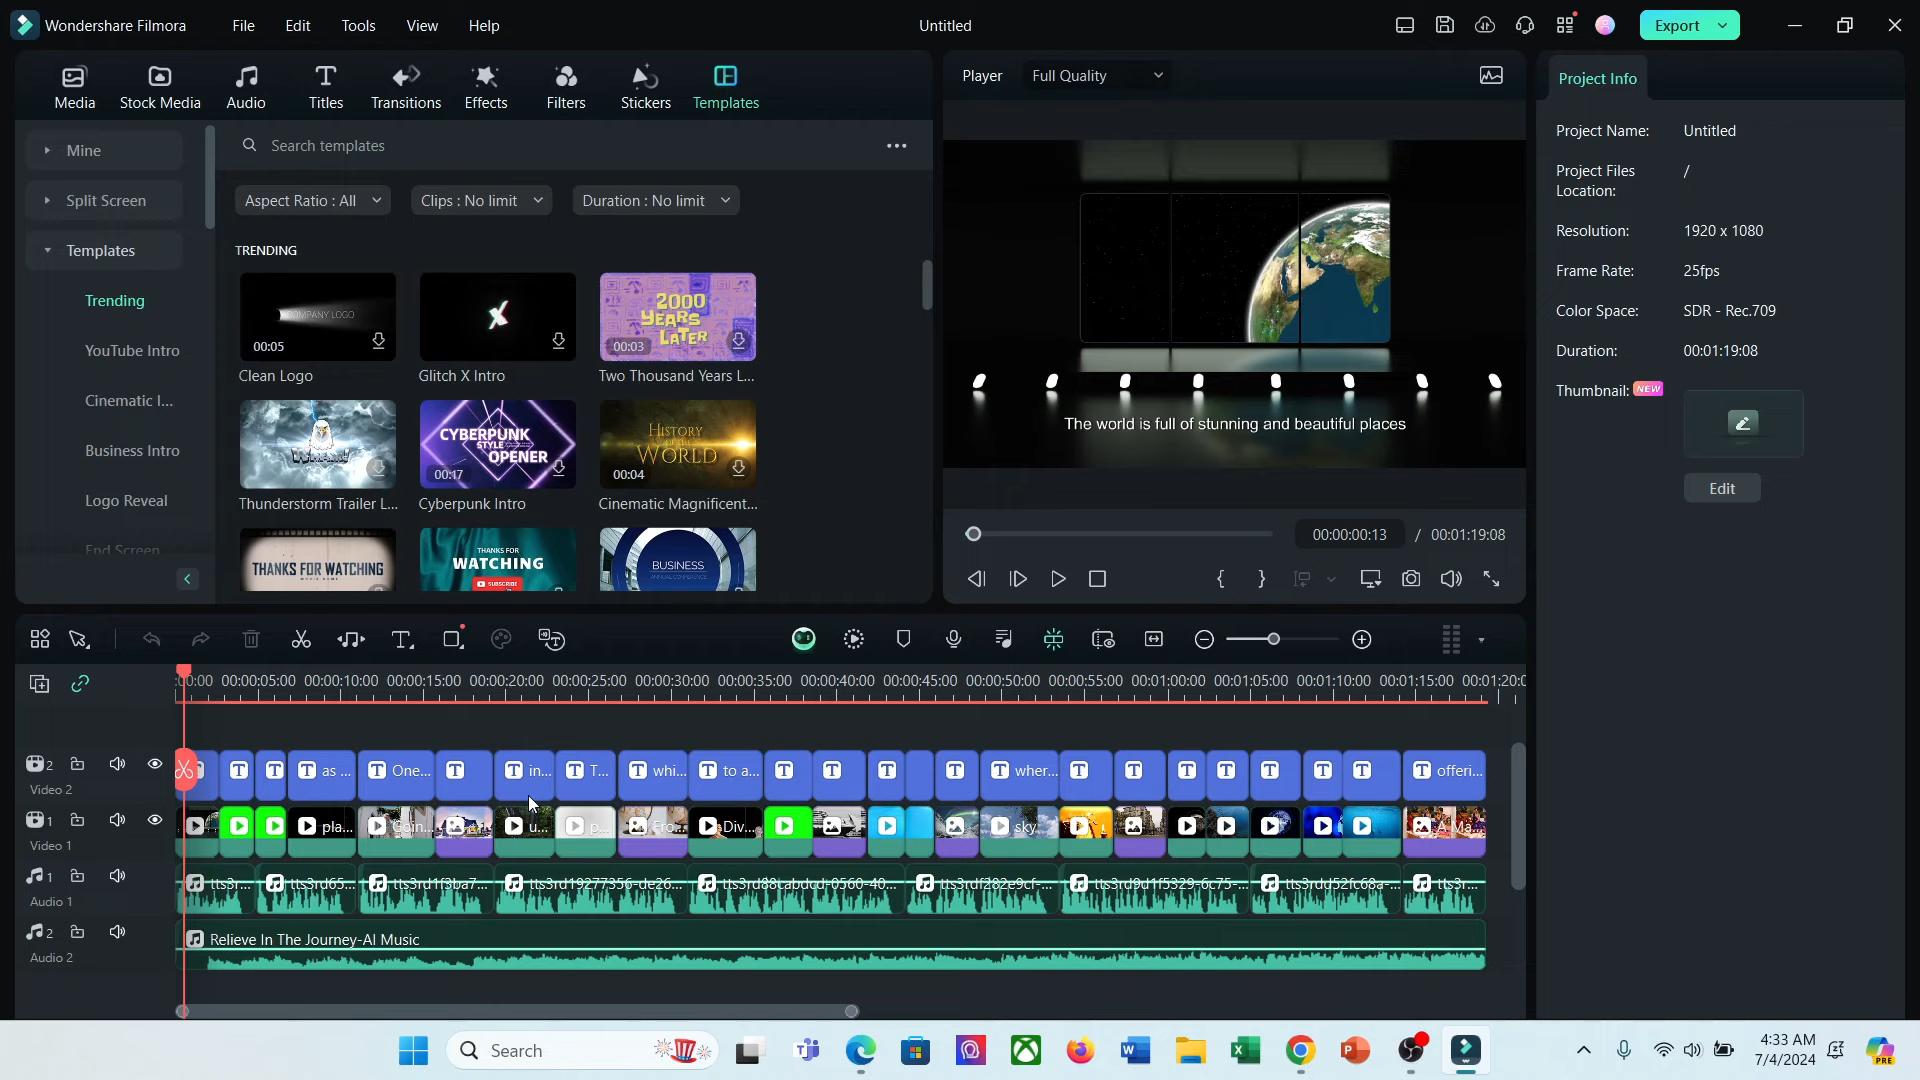 Wondershare Filmora
File
Edit
Tools
View
Help
Untitled
Export
Media
Stock Media
Audio
Titles
Transitions
Effects
Filters
Stickers
Templates
Player
Full Quality
Project Info
Mine
Split Screen
Templates
Trending
YouTube Intro
Cinematic I...
Business Intro
Logo Reveal
End Screen
Search templates
Aspect Ratio : All
Clips : No limit
Duration : No limit
TRENDING
COMPANY LOGO
00:05
Clean Logo
Glitch X Intro
2000
YEARS
LATER
00:03
Two Thousand Years L...
Thunderstorm Trailer L...
CYBERPUNK
STYLE
OPENER
00:17
Cyberpunk Intro
HISTORY
WORLD
00:04
Cinematic Magnificent...
THANKS FOR WATCHING
THANKS FOR
WATCHING
SUBSCRIBE
BUSINESS
ANNUAL CONFERENCE
The world is full of stunning and beautiful places
00:00:00:13 / 00:01:19:08
Project Name: Untitled
Project Files
Location: /
Resolution: 1920 x 1080
Frame Rate: 25fps
Color Space: SDR - Rec.709
Duration: 00:01:19:08
Thumbnail: NEW
Edit
:00:00 00:00:05:00 00:00:10:00 00:00:15:00 00:00:20:00 00:00:25:00 00:00:30:00 00:00:35:00 00:00:40:00 00:00:45:00 00:00:50:00 00:00:55:00 00:01:00:00 00:01:05:00 00:01:10:00 00:01:15:00 00:01:20:0
2
Video 2
as ...
One...
in...
T...
whi...
to a...
wher...
offeri...
1
Video 1
pla...
Goin...
u...
p...
Fro...
Div...
sky
A Ma...
1
Audio 1
tts3r...
tts3rd65...
tts3rd1f3ba7...
tts3rd19277356-de26...
tts3rd88cabdcd-0560-40...
tts3rdf282e9cf-...
tts3rd9d1f5329-6c75-...
tts3rdd52fc68a-...
tts3r...
2
Audio 2
Relieve In The Journey-AI Music
Search
4:33 AM
7/4/2024
PRE